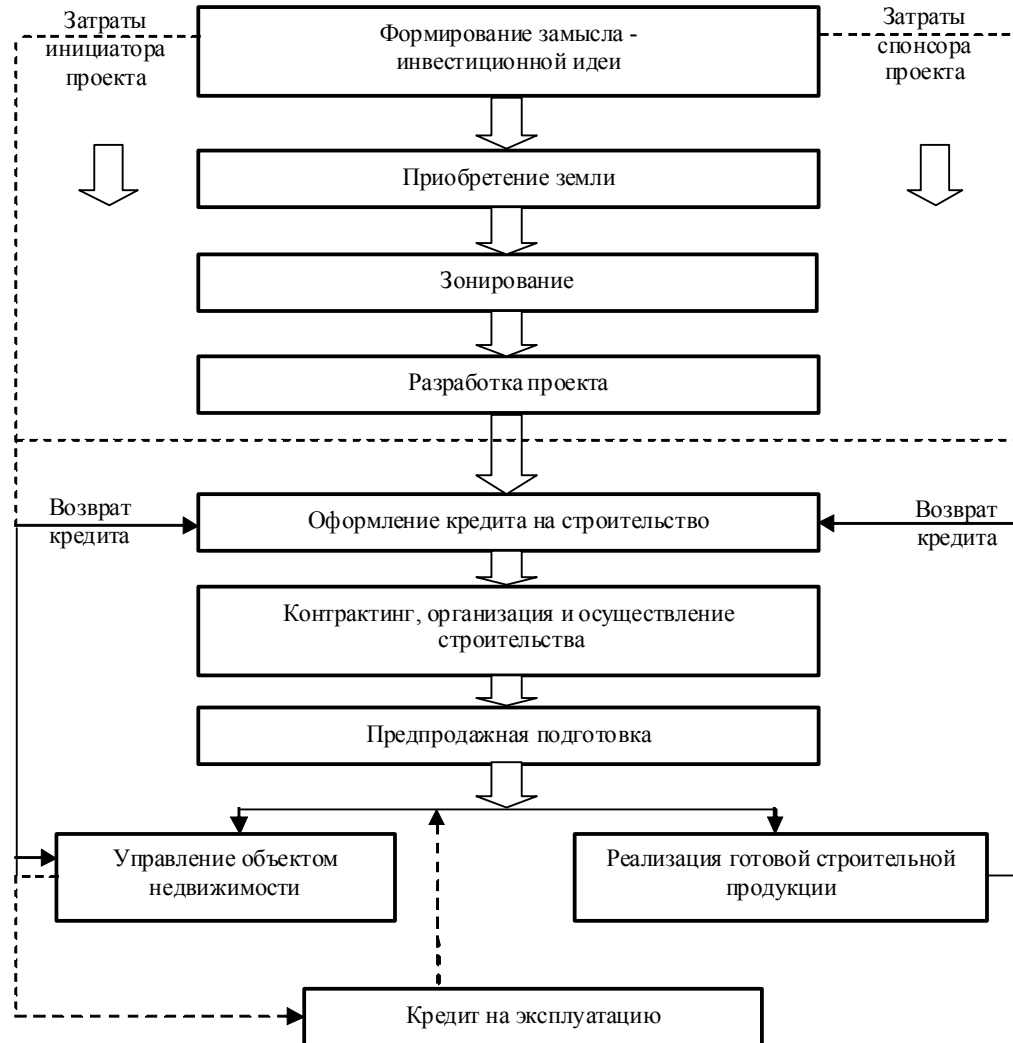 Затраты
инициатора
проекта
Формирование замысла -
инвестиционной идеи
Затраты
спонсора
проекта
Приобретение земли
Зонирование
Разработка проекта
Возврат
кредита
Оформление кредита на строительство
Возврат
кредита
Контрактинг, организация и осуществление
строительства
Предпродажная подготовка
Управление объектом
недвижимости
Реализация готовой строительной
продукции
Кредит на эксплуатацию